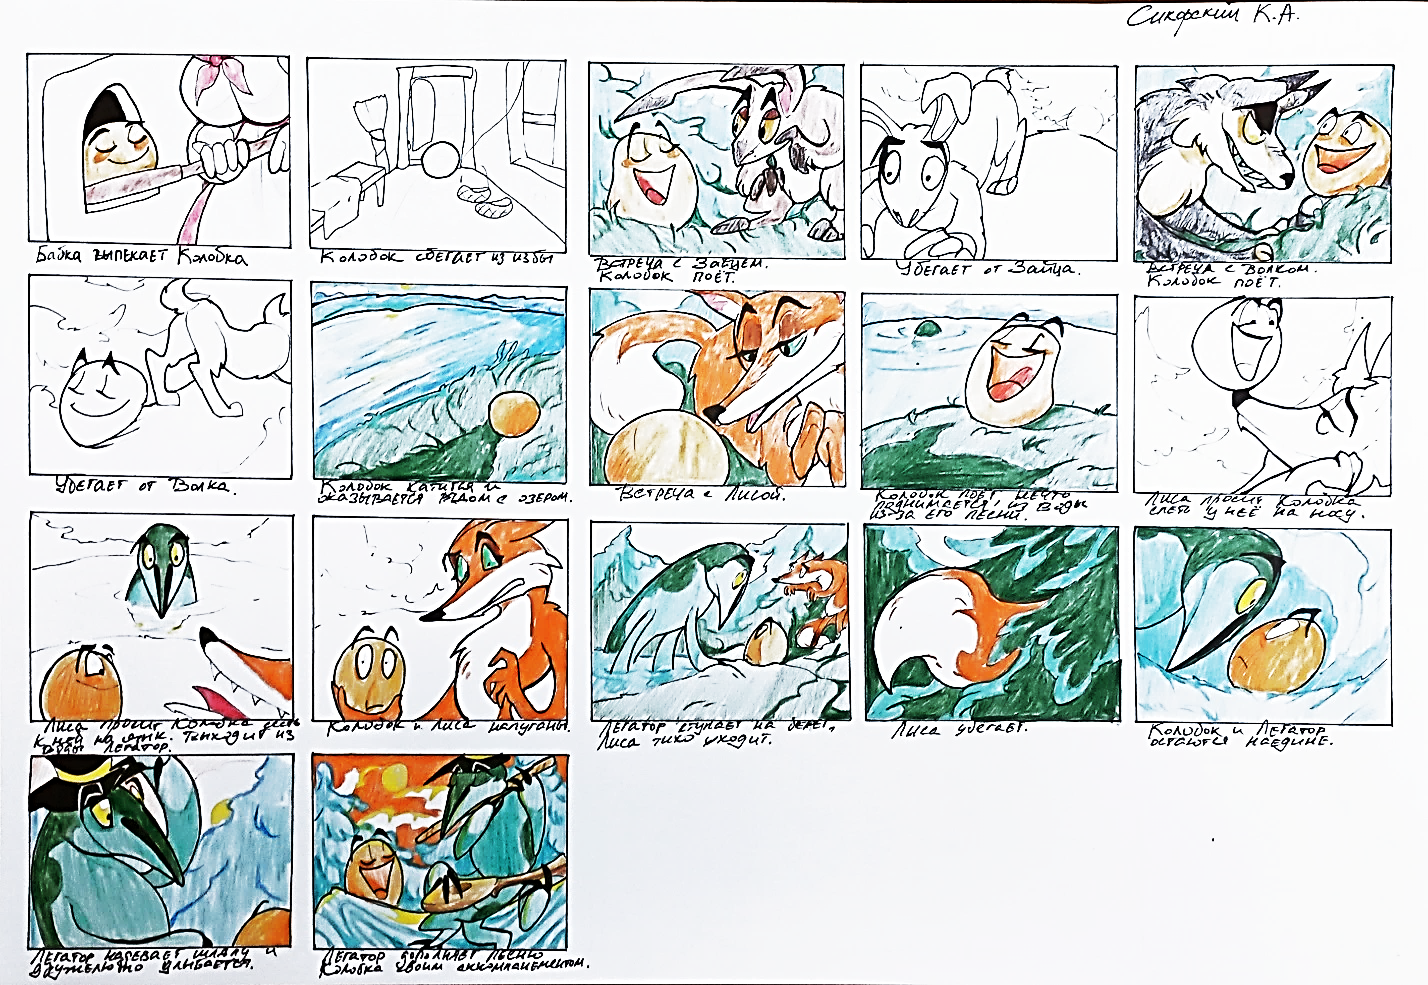 Сикорский К.А.
Бабка выпекает Колобка
Колобок сбегает из избы
Встреча с Зайцем.
Колобок поёт.
Убегает от Зайца.
Встреча с Волком.
Колобок поёт.
Убегает от Волка.
Колобок катится и
оказывается рядом с озером.
Встреча с Лисой.
Колобок поёт. Нечто
поднимается из воды
из-за его песни.
Лиса просит Колобка
спеть у неё на носу.
Лиса просит Колобка сесть
к ней на язык. Выходит из
воды Легатор.
Колобок и Лиса напуганы.
Легатор ступает на берег,
Лиса тихо уходит.
Лиса убегает.
Колобок и Легатор
остаются наедине.
Легатор надевает шляпу и
дружелюбно улыбается.
Легатор дополняет песню
Колобка своим аккомпанементом.